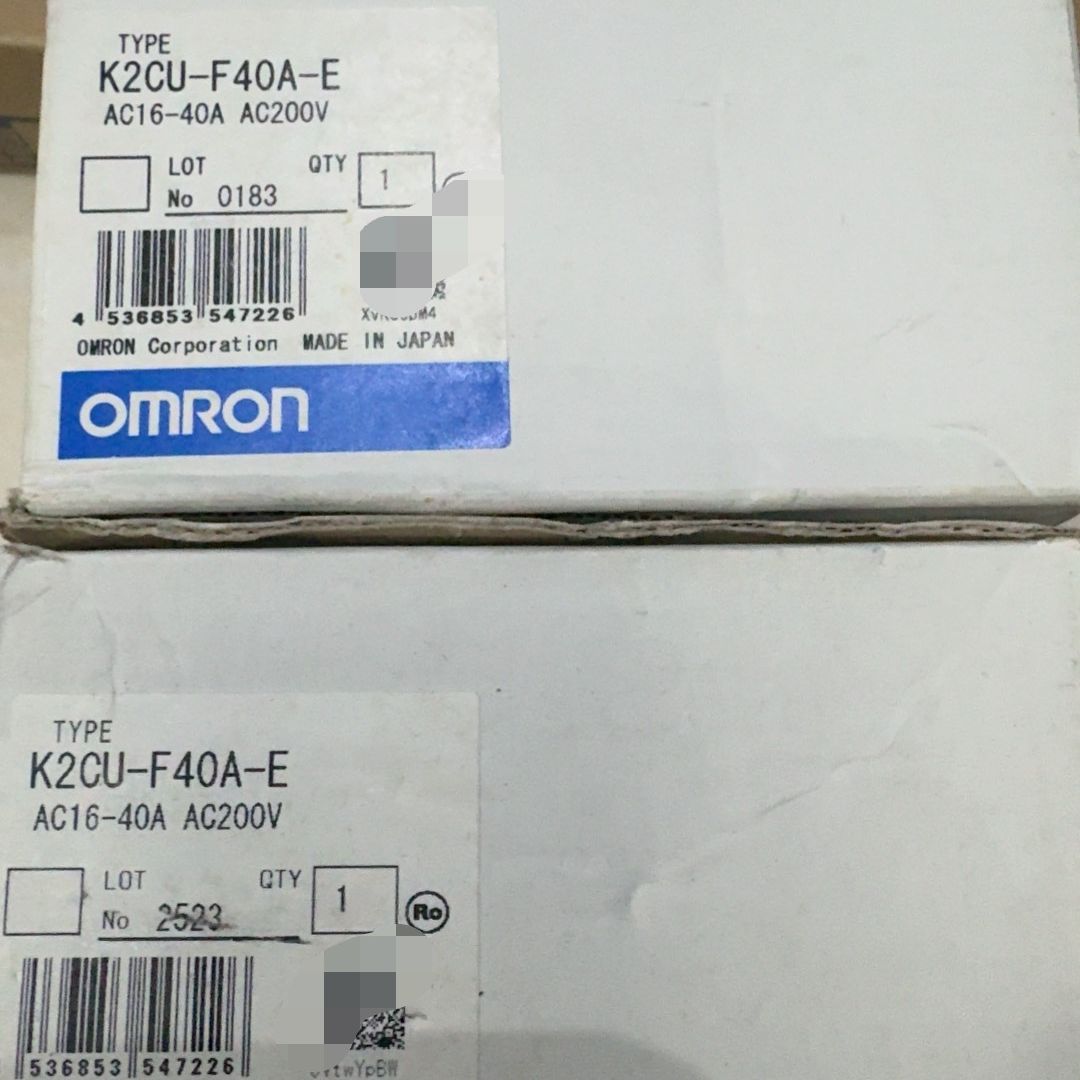 TYPE
K2CU-F40A-E
AC16-40A AC200V
LOT QTY 1
No 0183
4 536853 547226
OMRON Corporation MADE IN JAPAN
OMRON
TYPE
K2CU-F40A-E
AC16-40A AC200V
LOT QTY 1
No 2523 Ro
536853 547226